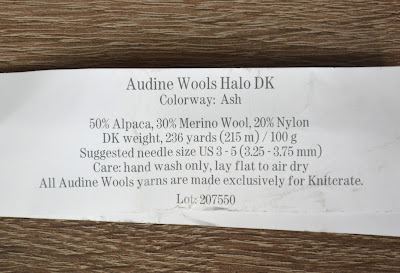 Audine Wools Halo DK
Colorway: Ash
50% Alpaca, 30% Merino Wool, 20% Nylon
DK weight, 236 yards (215 m) / 100 g
Suggested needle size US 3 - 5 (3.25 - 3.75 mm)
Care: hand wash only, lay flat to air dry
All Audine Wools yarns are made exclusively for Knitcrate.
Lot: 207550